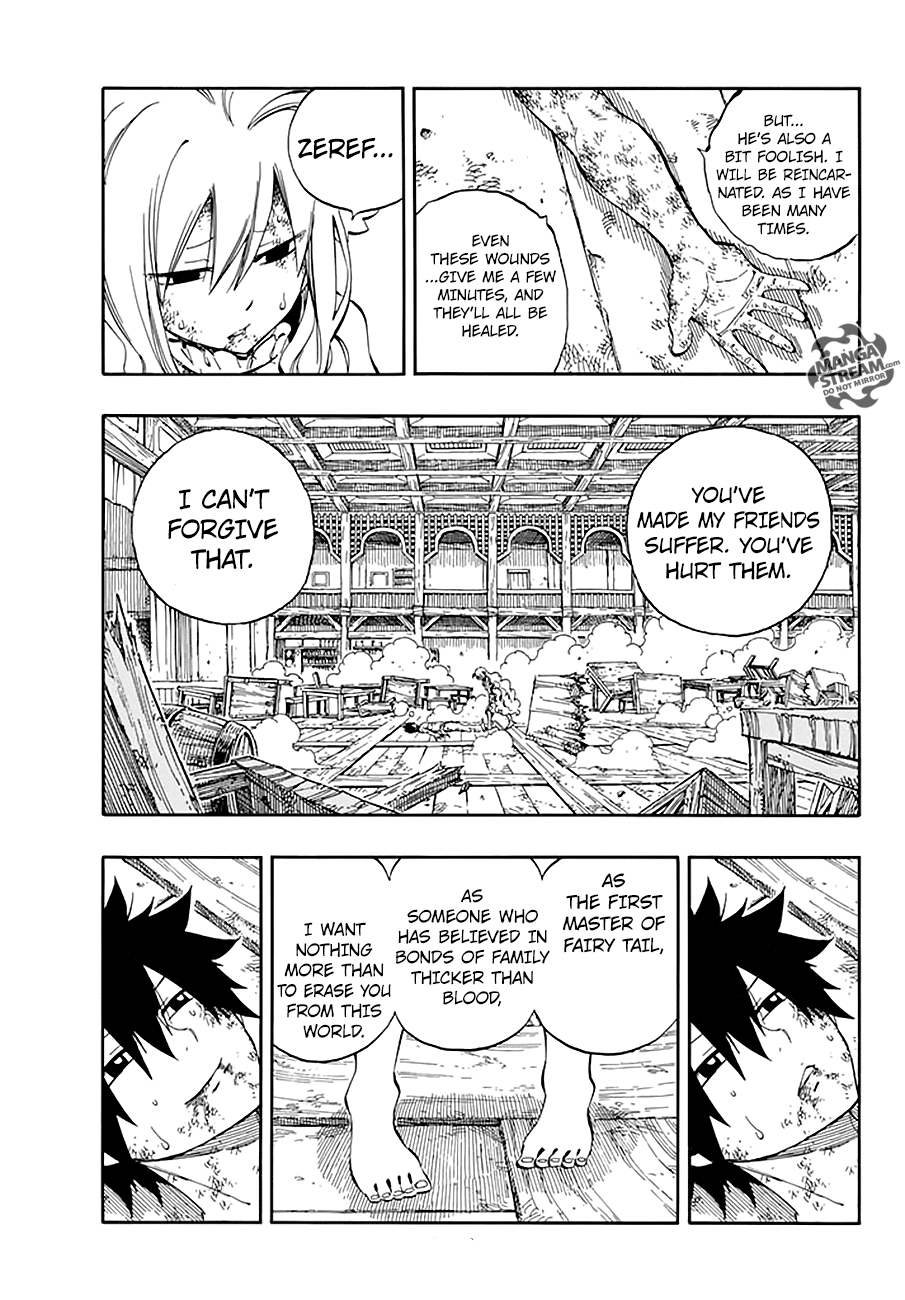 BUT...
HE'S ALSO A
BIT FOOLISH. I
WILL BE REINCAR-
NATED. AS I HAVE
BEEN MANY
TIMES.
EVEN
THESE WOUNDS
...GIVE ME A FEW
MINUTES, AND
THEY'LL ALL BE
HEALED.
ZEREF...
MANGA
STREAM.com
DO NOT MIRROR
YOU'VE
MADE MY FRIENDS
SUFFER. YOU'VE
HURT THEM.
I CAN'T
FORGIVE
THAT.
AS
THE FIRST
MASTER OF
FAIRY TAIL,
AS
SOMEONE WHO
HAS BELIEVED IN
BONDS OF FAMILY
THICKER THAN
BLOOD,
I WANT
NOTHING
MORE THAN
TO ERASE YOU
FROM THIS
WORLD.